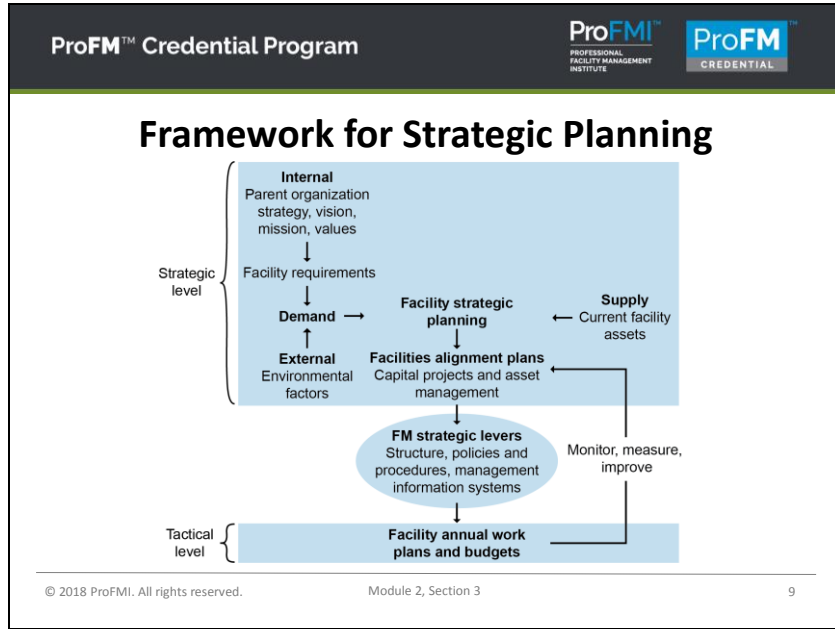 ProFM™ Credential Program
ProFMI™
PROFESSIONAL
FACILITY MANAGEMENT
INSTITUTE
ProFM™
CREDENTIAL
Framework for Strategic Planning
Strategic
level
Internal
Parent organization
strategy, vision,
mission, values
Facility requirements
Demand
External
Environmental
factors
Facility strategic
planning
Supply
Current facility
assets
Facilities alignment plans
Capital projects and asset
management
FM strategic levers
Structure, policies and
procedures, management
information systems
Monitor, measure,
improve
Tactical
level
Facility annual work
plans and budgets
© 2018 ProFMI. All rights reserved.
Module 2, Section 3
9